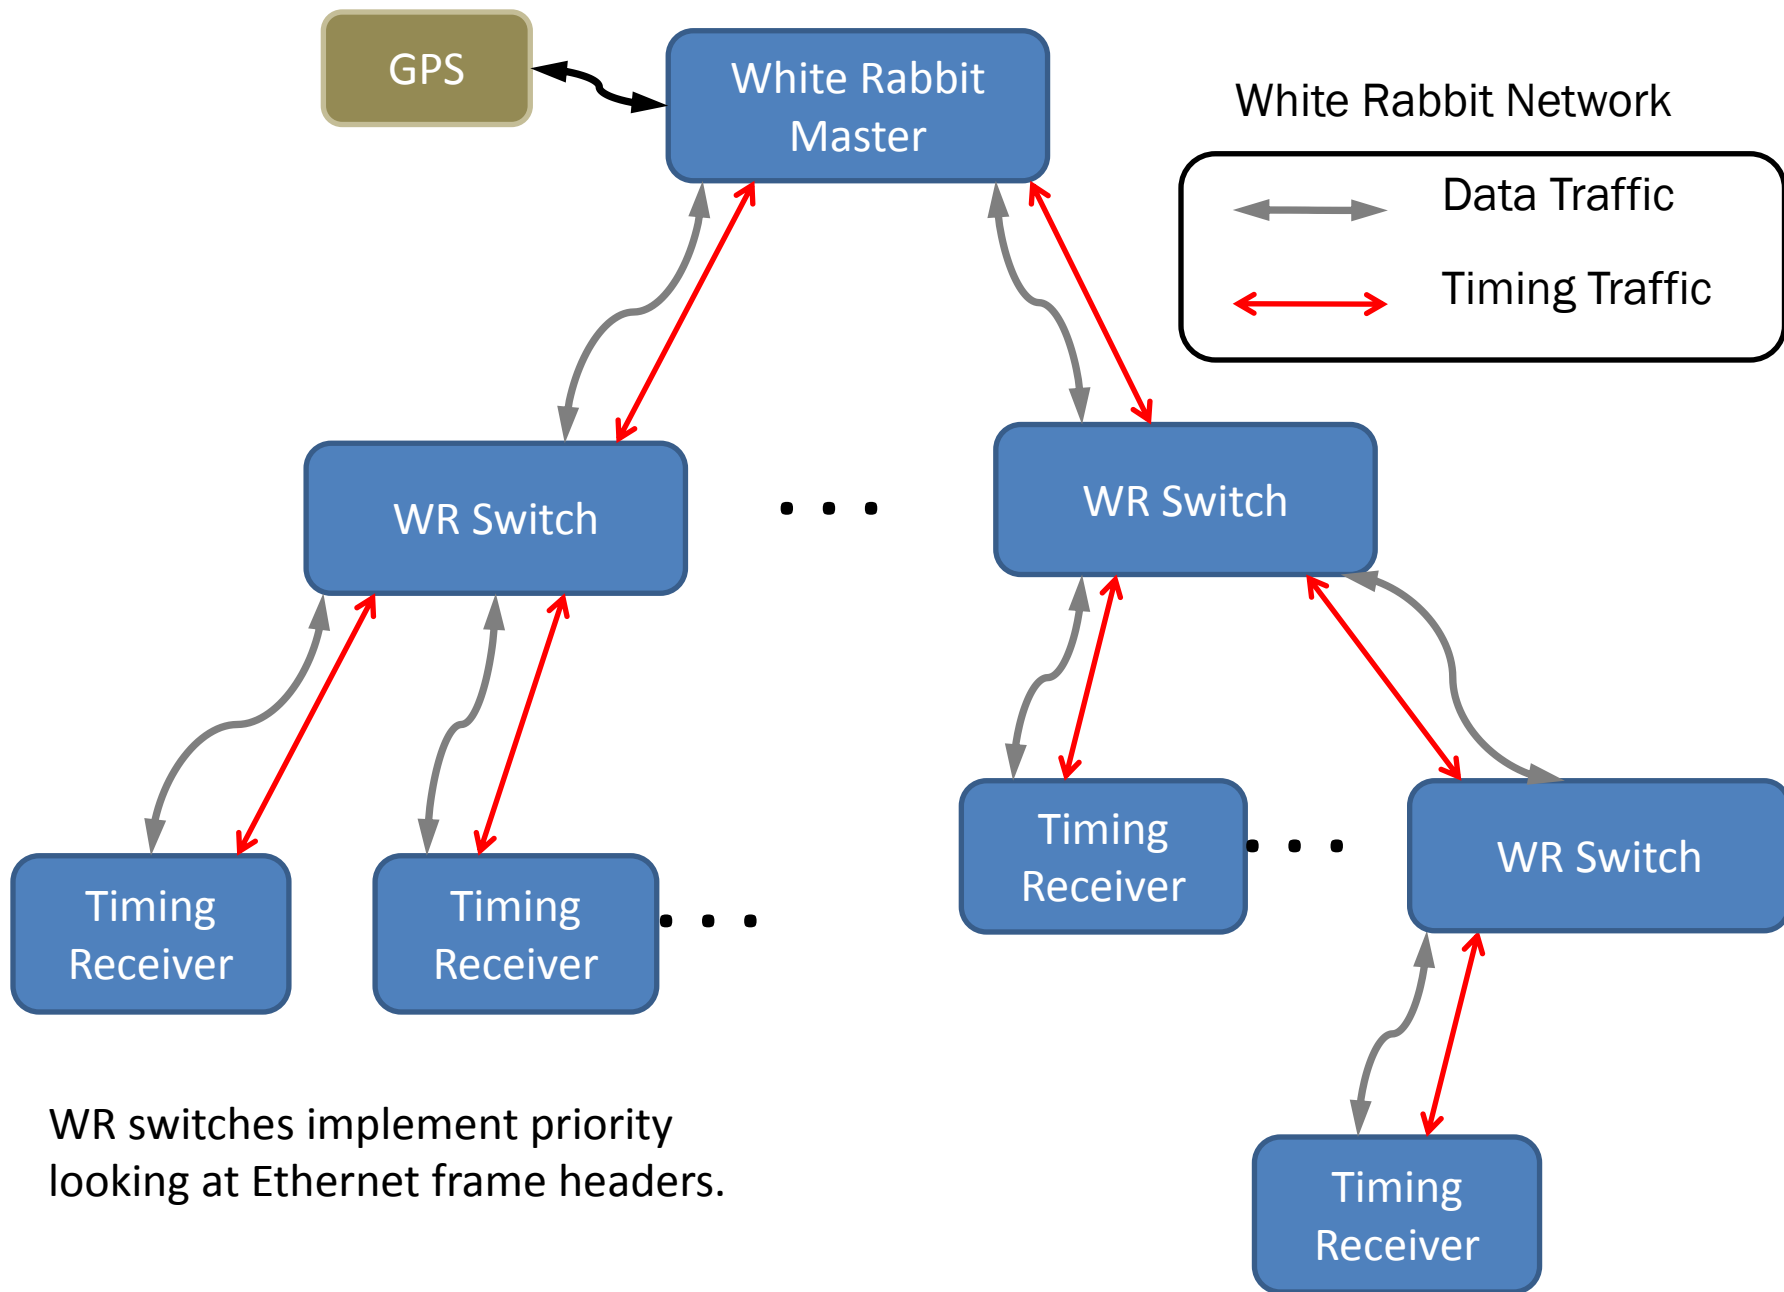 GPS
White Rabbit
Master
White Rabbit Network
Data Traffic
Timing Traffic
WR Switch
. . .
WR Switch
Timing
Receiver
Timing
Receiver
. . .
Timing
Receiver
. . .
WR Switch
Timing
Receiver
WR switches implement priority
looking at Ethernet frame headers.